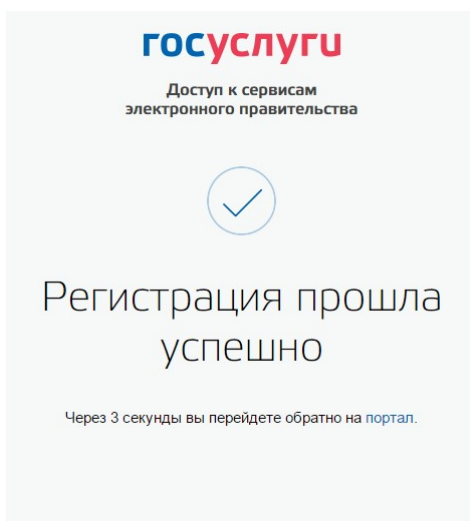 госуслуги
Доступ к сервисам
электронного правительства
Регистрация прошла
успешно
Через 3 секунды вы перейдете обратно на портал.